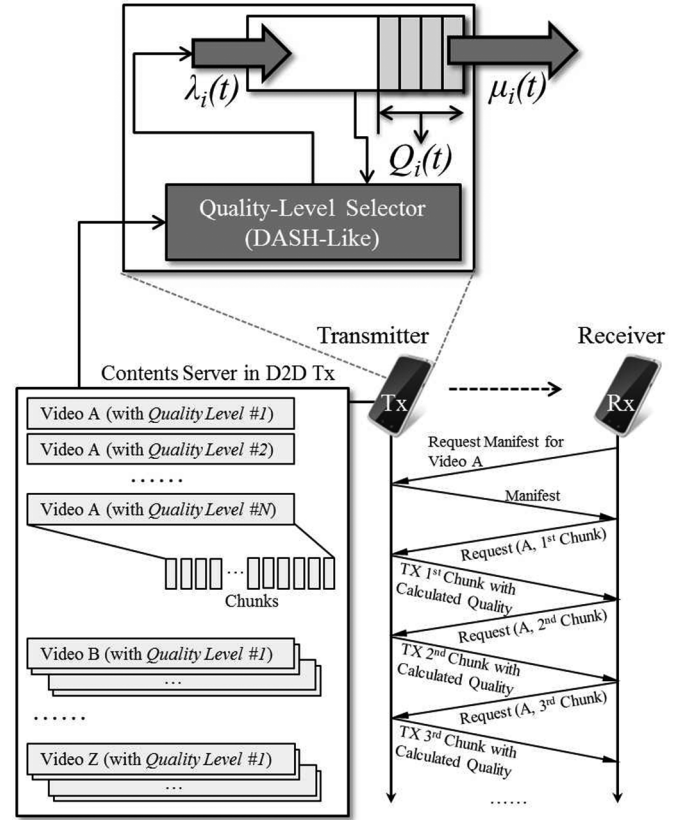 λi(t)
μi(t)
Qi(t)
Quality-Level Selector
(DASH-Like)
Transmitter
Receiver
Contents Server in D2D Tx
Tx
Rx
Video A (with Quality Level #1)
Video A (with Quality Level #2)
......
Video A (with Quality Level #N)
...
Chunks
Video B (with Quality Level #1)
...
......
Video Z (with Quality Level #1)
...
Request Manifest for
Video A
Manifest
Request (A, 1st Chunk)
TX 1st Chunk with
Calculated Quality
Request (A, 2nd Chunk)
TX 2nd Chunk with
Calculated Quality
Request (A, 3rd Chunk)
TX 3rd Chunk with
Calculated Quality
......